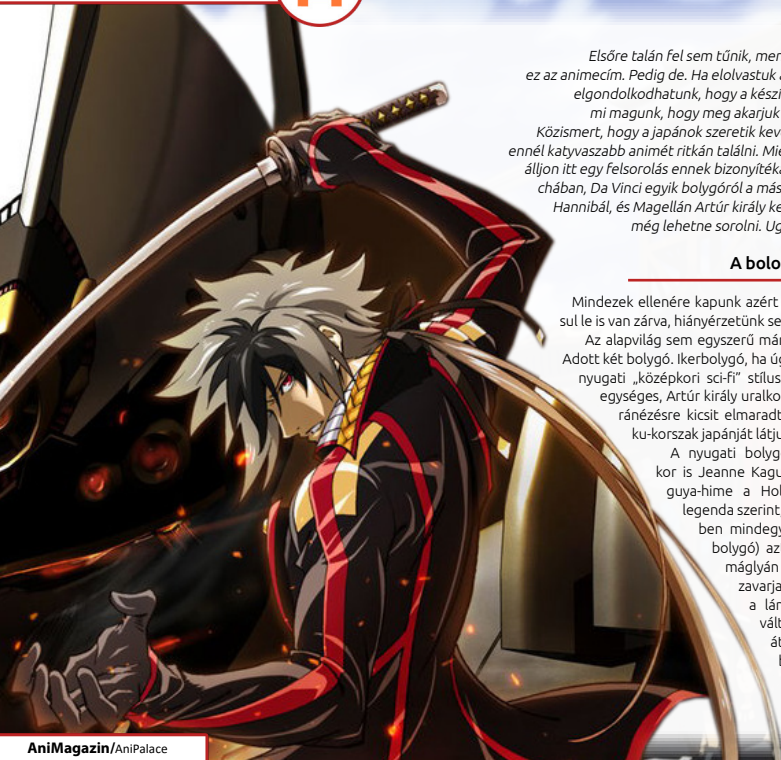 Elsőre talán fel sem tűnik, mer
ez az animecím. Pedig de. Ha elolvastuk
elgondolkodhatunk, hogy a készí
mi magunk, hogy meg akarjuk
Közismert, hogy a japánok szeretik kev
ennél katyvaszabb animét ritkán találni. Mié
álljon itt egy felsorolás ennek bizonyítéka
chában, Da Vinci egyik bolygóról a más
Hannibál, és Magellán Artúr király ke
még lehetne sorolni. Ug
A bolo
Mindezek ellenére kapunk azért
sul le is van zárva, hiányérzetünk se
Az alapvilág sem egyszerű már
Adott két bolygó. Ikerbolygó, ha úg
nyugati „középkori sci-fi” stílus
egységes, Artúr király uralko
ránézésre kicsit elmaradt
ku-korszak japánját látju
A nyugati bolyg
kor is Jeanne Kagu
guya-hime a Hol
legenda szerint
ben mindegy
bolygó) az
máglyán
zavarja
a lán
vált
át
AniMagazin/AniPalace